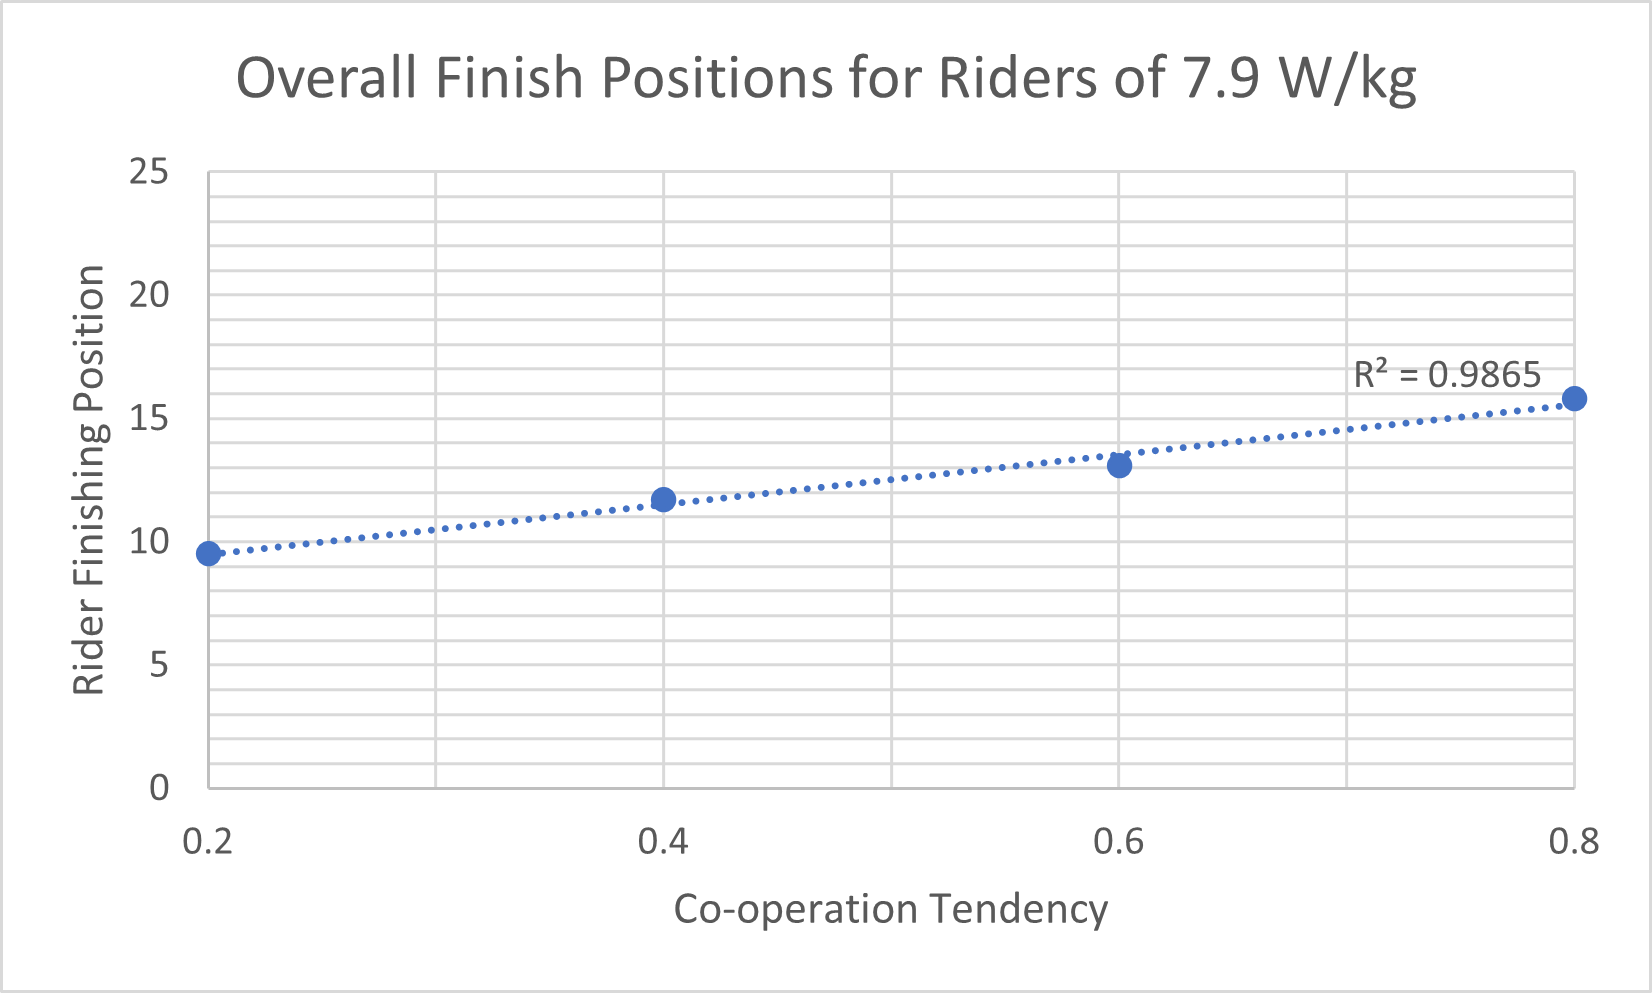 Overall Finish Positions for Riders of 7.9 W/kg
Rider Finishing Position
25
20
15
10
5
0
R² = 0.9865
0.2 0.4 0.6 0.8
Co-operation Tendency